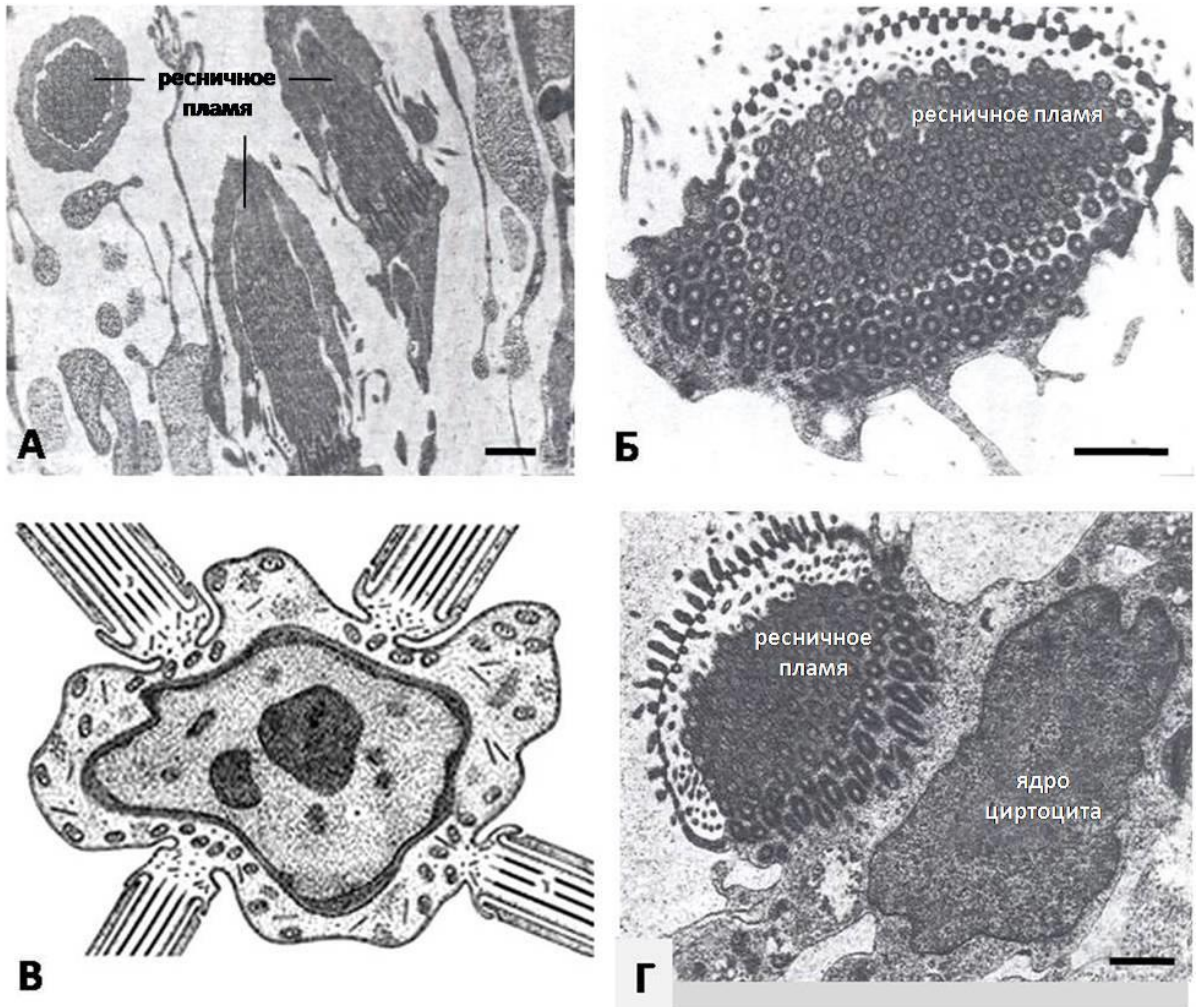 ресничное
пламя
А
ресничное пламя
Б
В
ресничное
пламя
ядро
циртоцита
Г